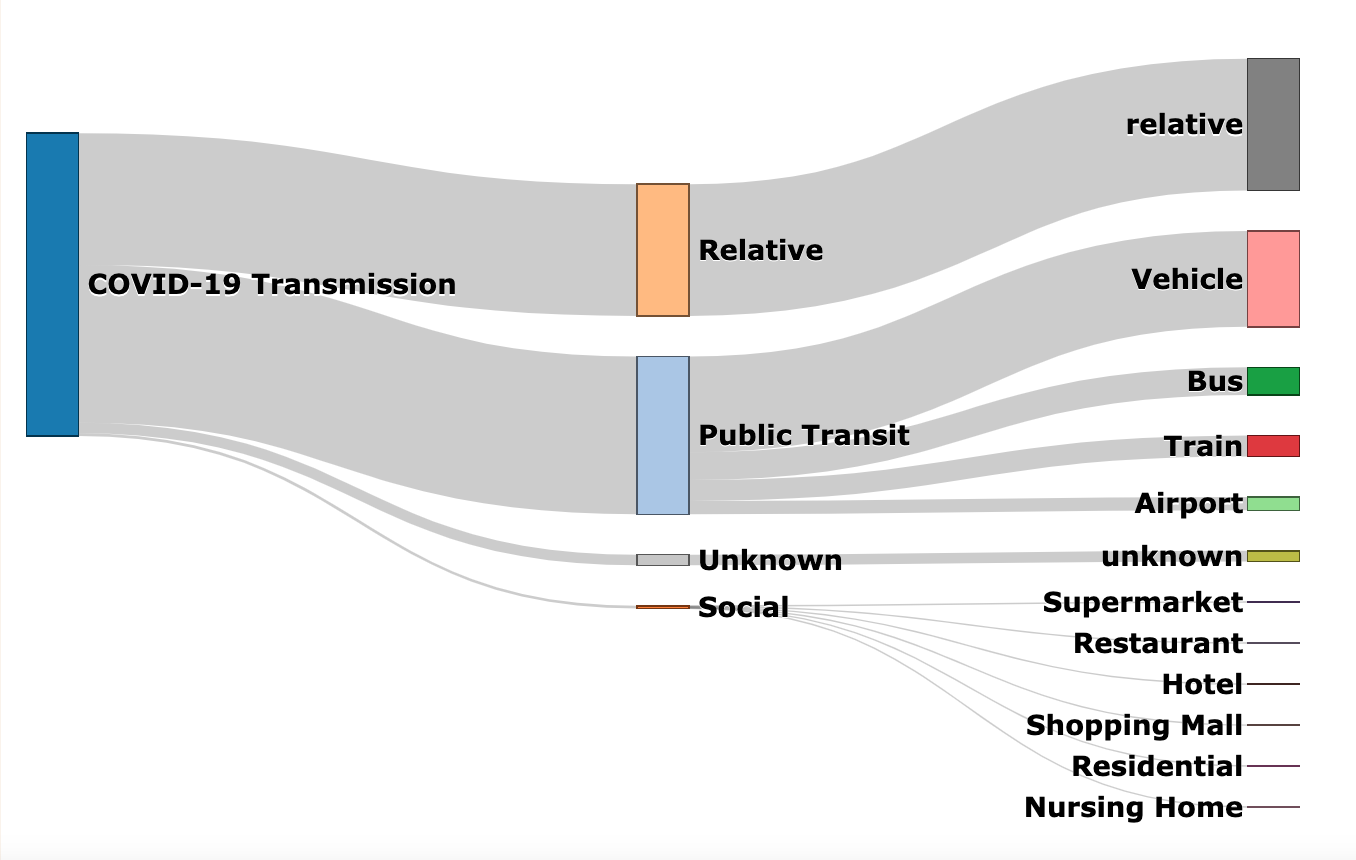 COVID-19 Transmission
Relative
Public Transit
Unknown
Social
relative
Vehicle
Bus
Train
Airport
unknown
Supermarket
Restaurant
Hotel
Shopping Mall
Residential
Nursing Home